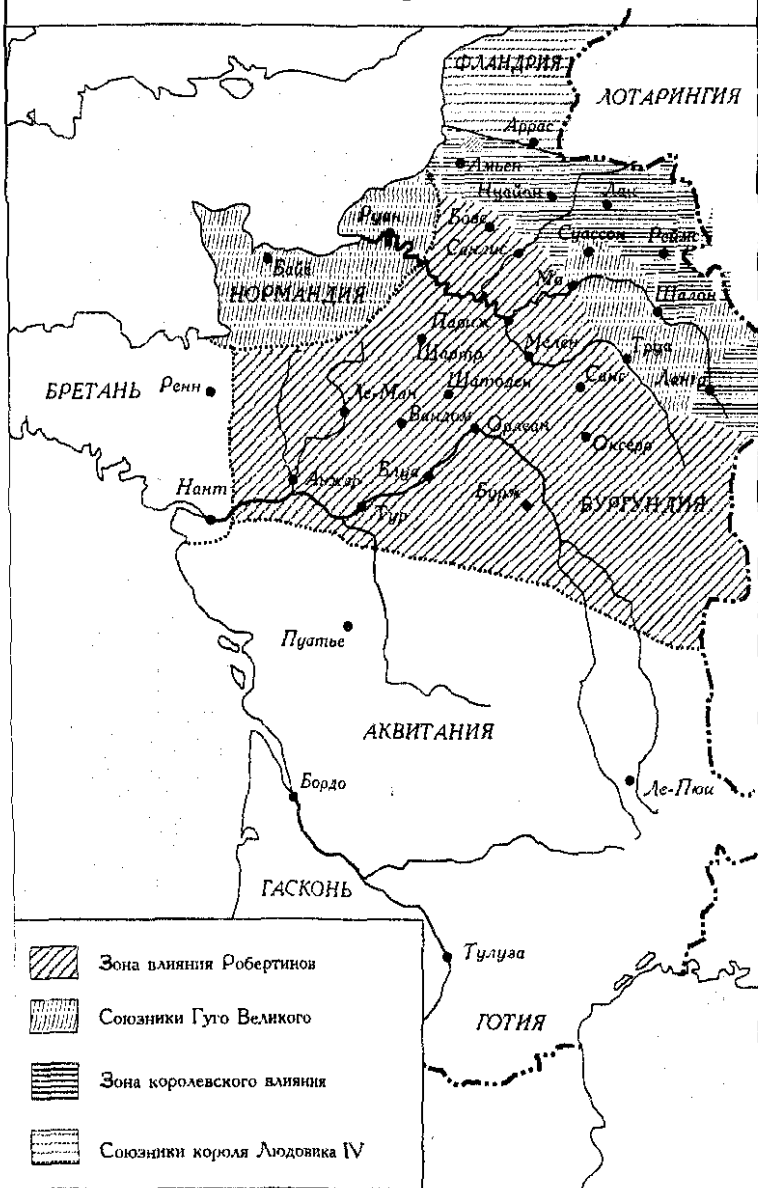 ФЛАНДРИЯ
ЛОТАРИНГИЯ
Аррас
Амьен
Нуайон
Лан
Руан
Бове
Санлис
Суассон
Реймс
Байё
НОРМАНДИЯ
Мо
Шалон
Париж
Шартр
Мелен
Труа
БРЕТАНЬ
Ренн
Ле-Ман
Шатоден
Санс
Лангр
Вандом
Орлеан
Оксерр
Нант
Анжер
Блуа
Тур
Бурж
БУРГУНДИЯ
Пуатье
АКВИТАНИЯ
Бордо
Ле-Пюи
ГАСКОНЬ
Тулуза
ГОТИЯ
Зона влияния Робертинов
Союзники Гуго Великого
Зона королевского влияния
Союзники короля Людовика IV